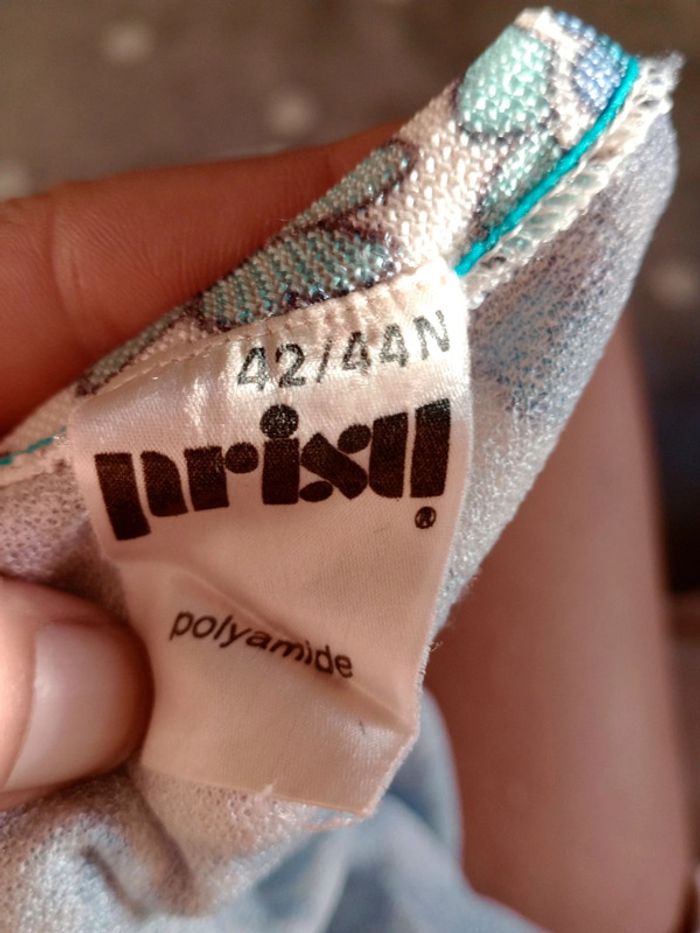 42/44N
prisu
®
polyamide